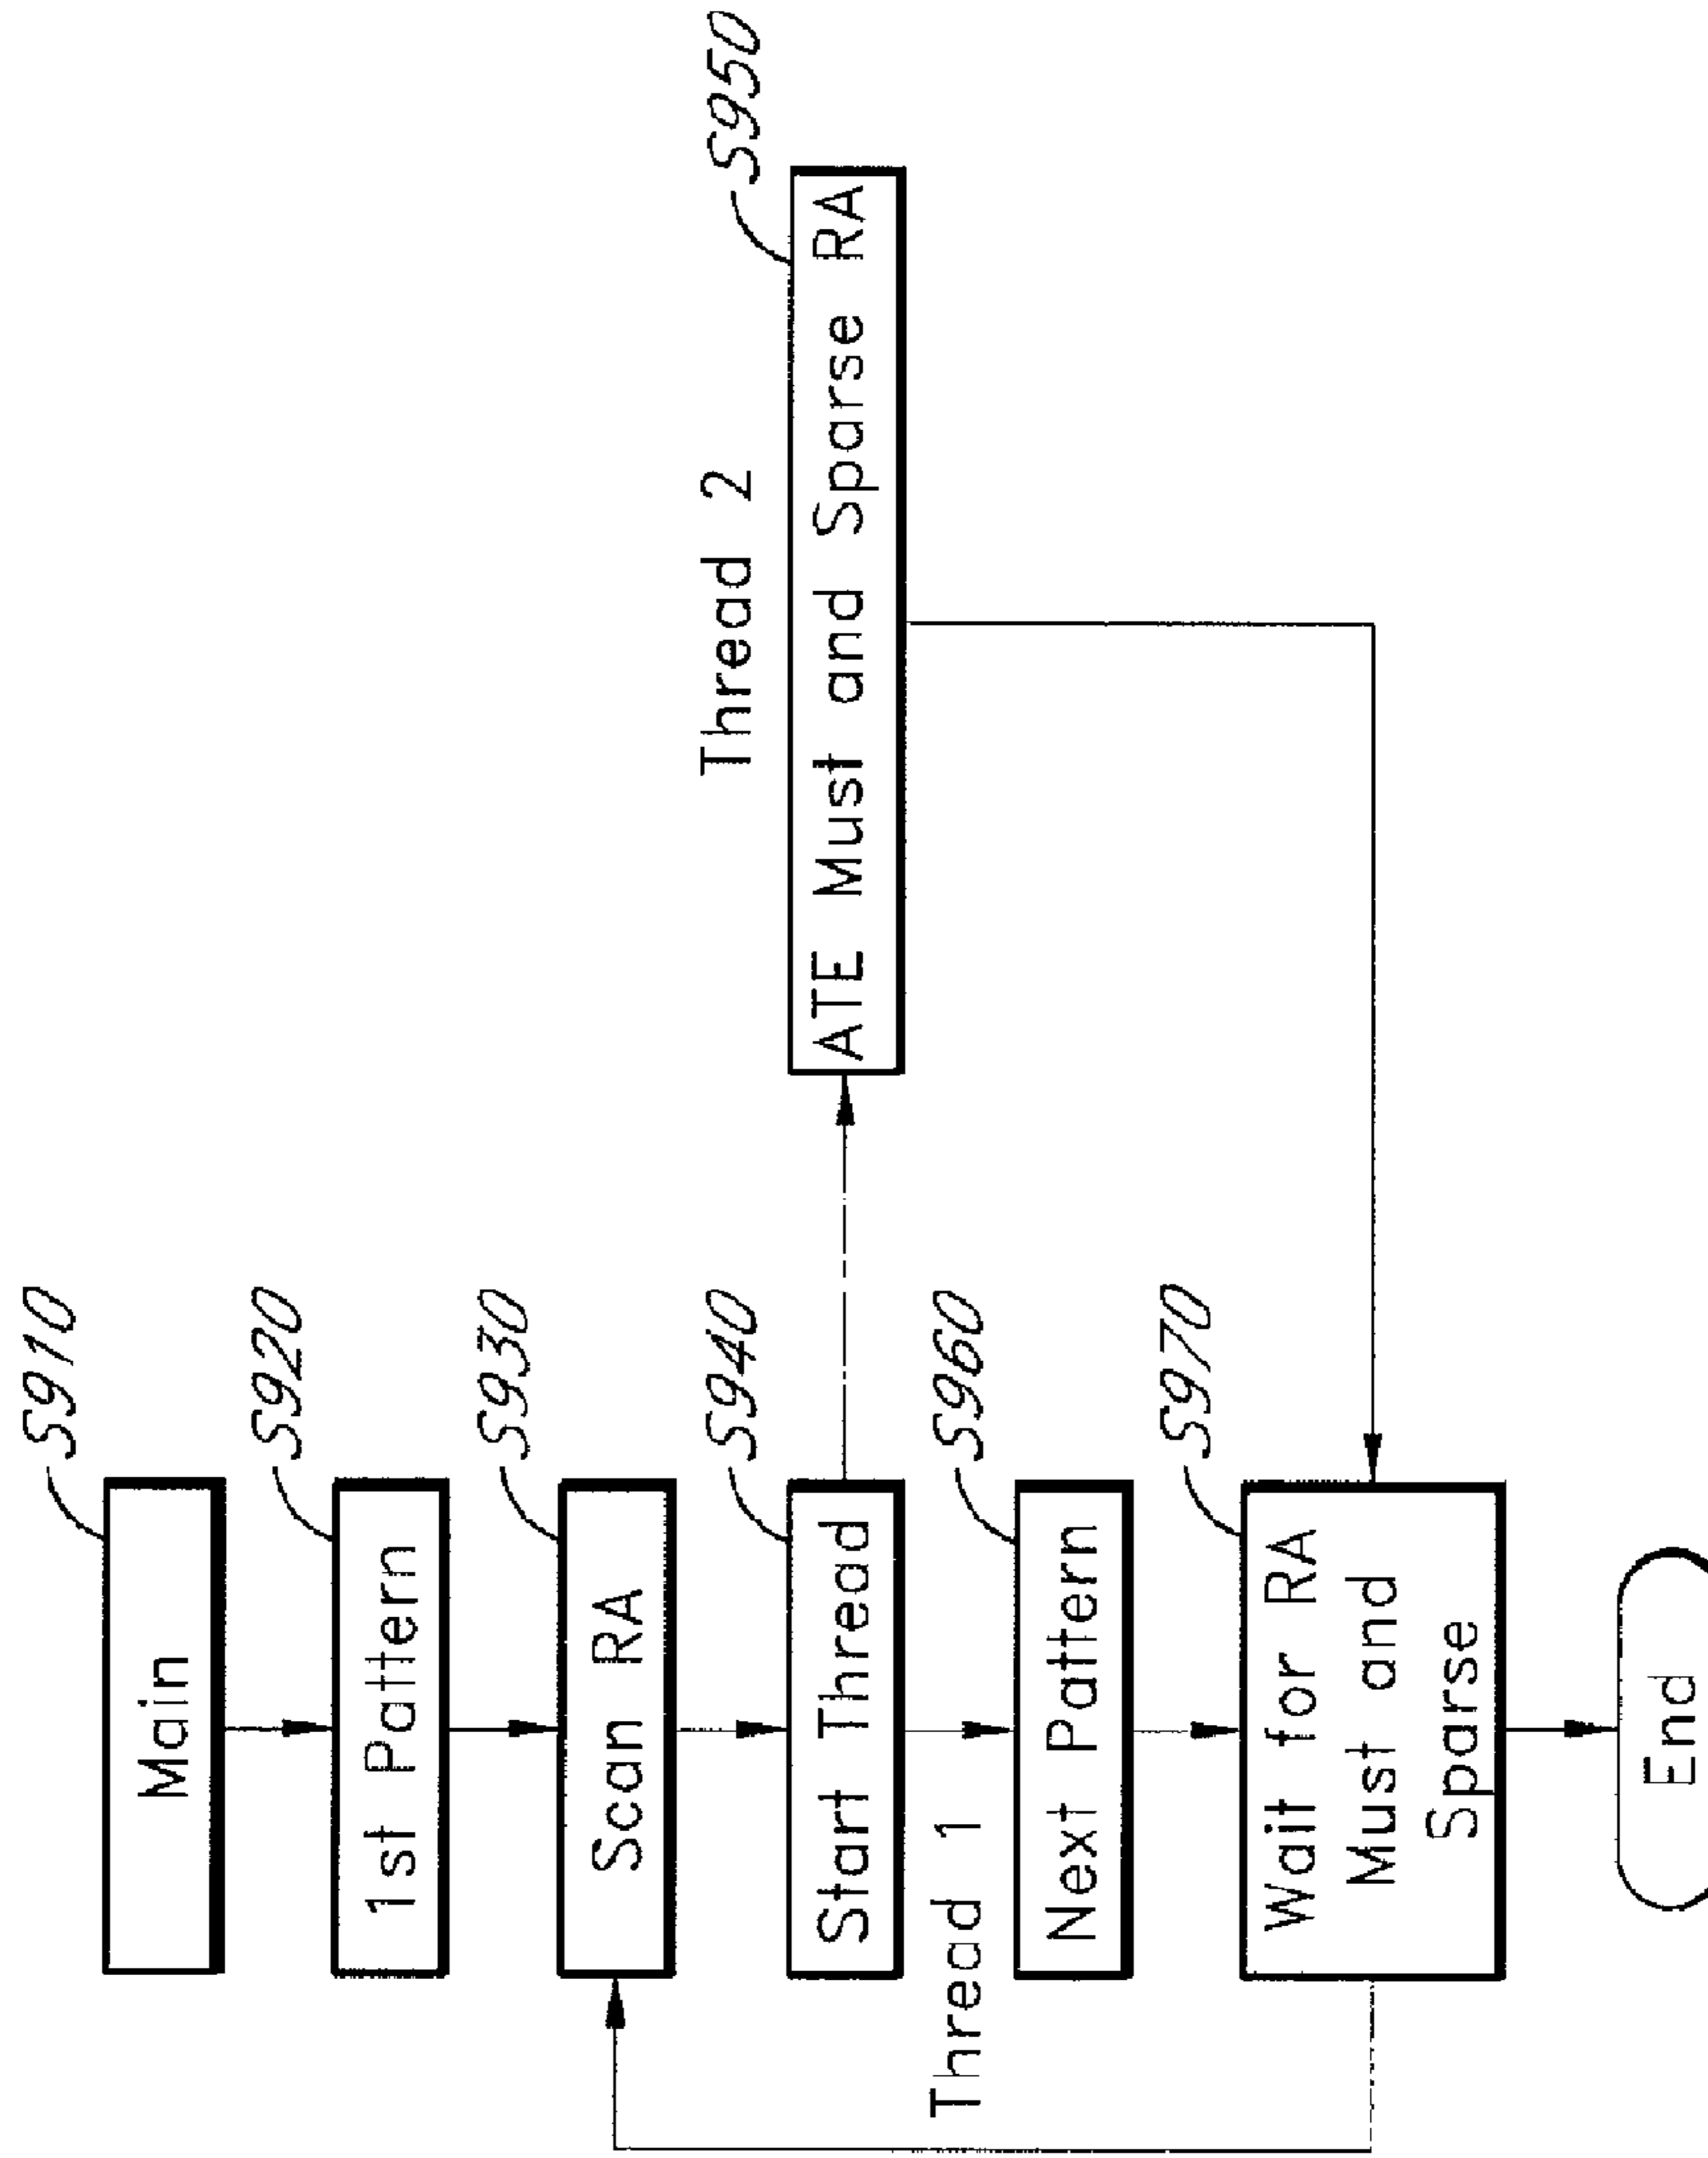 S910
Main
S920
1st Pattern
S930
Scan RA
S940
Start Thread
Thread 2
S950
ATE Must and Sparse RA
Thread 1
S960
Next Pattern
S970
Wait for RA
Must and
Sparse
End